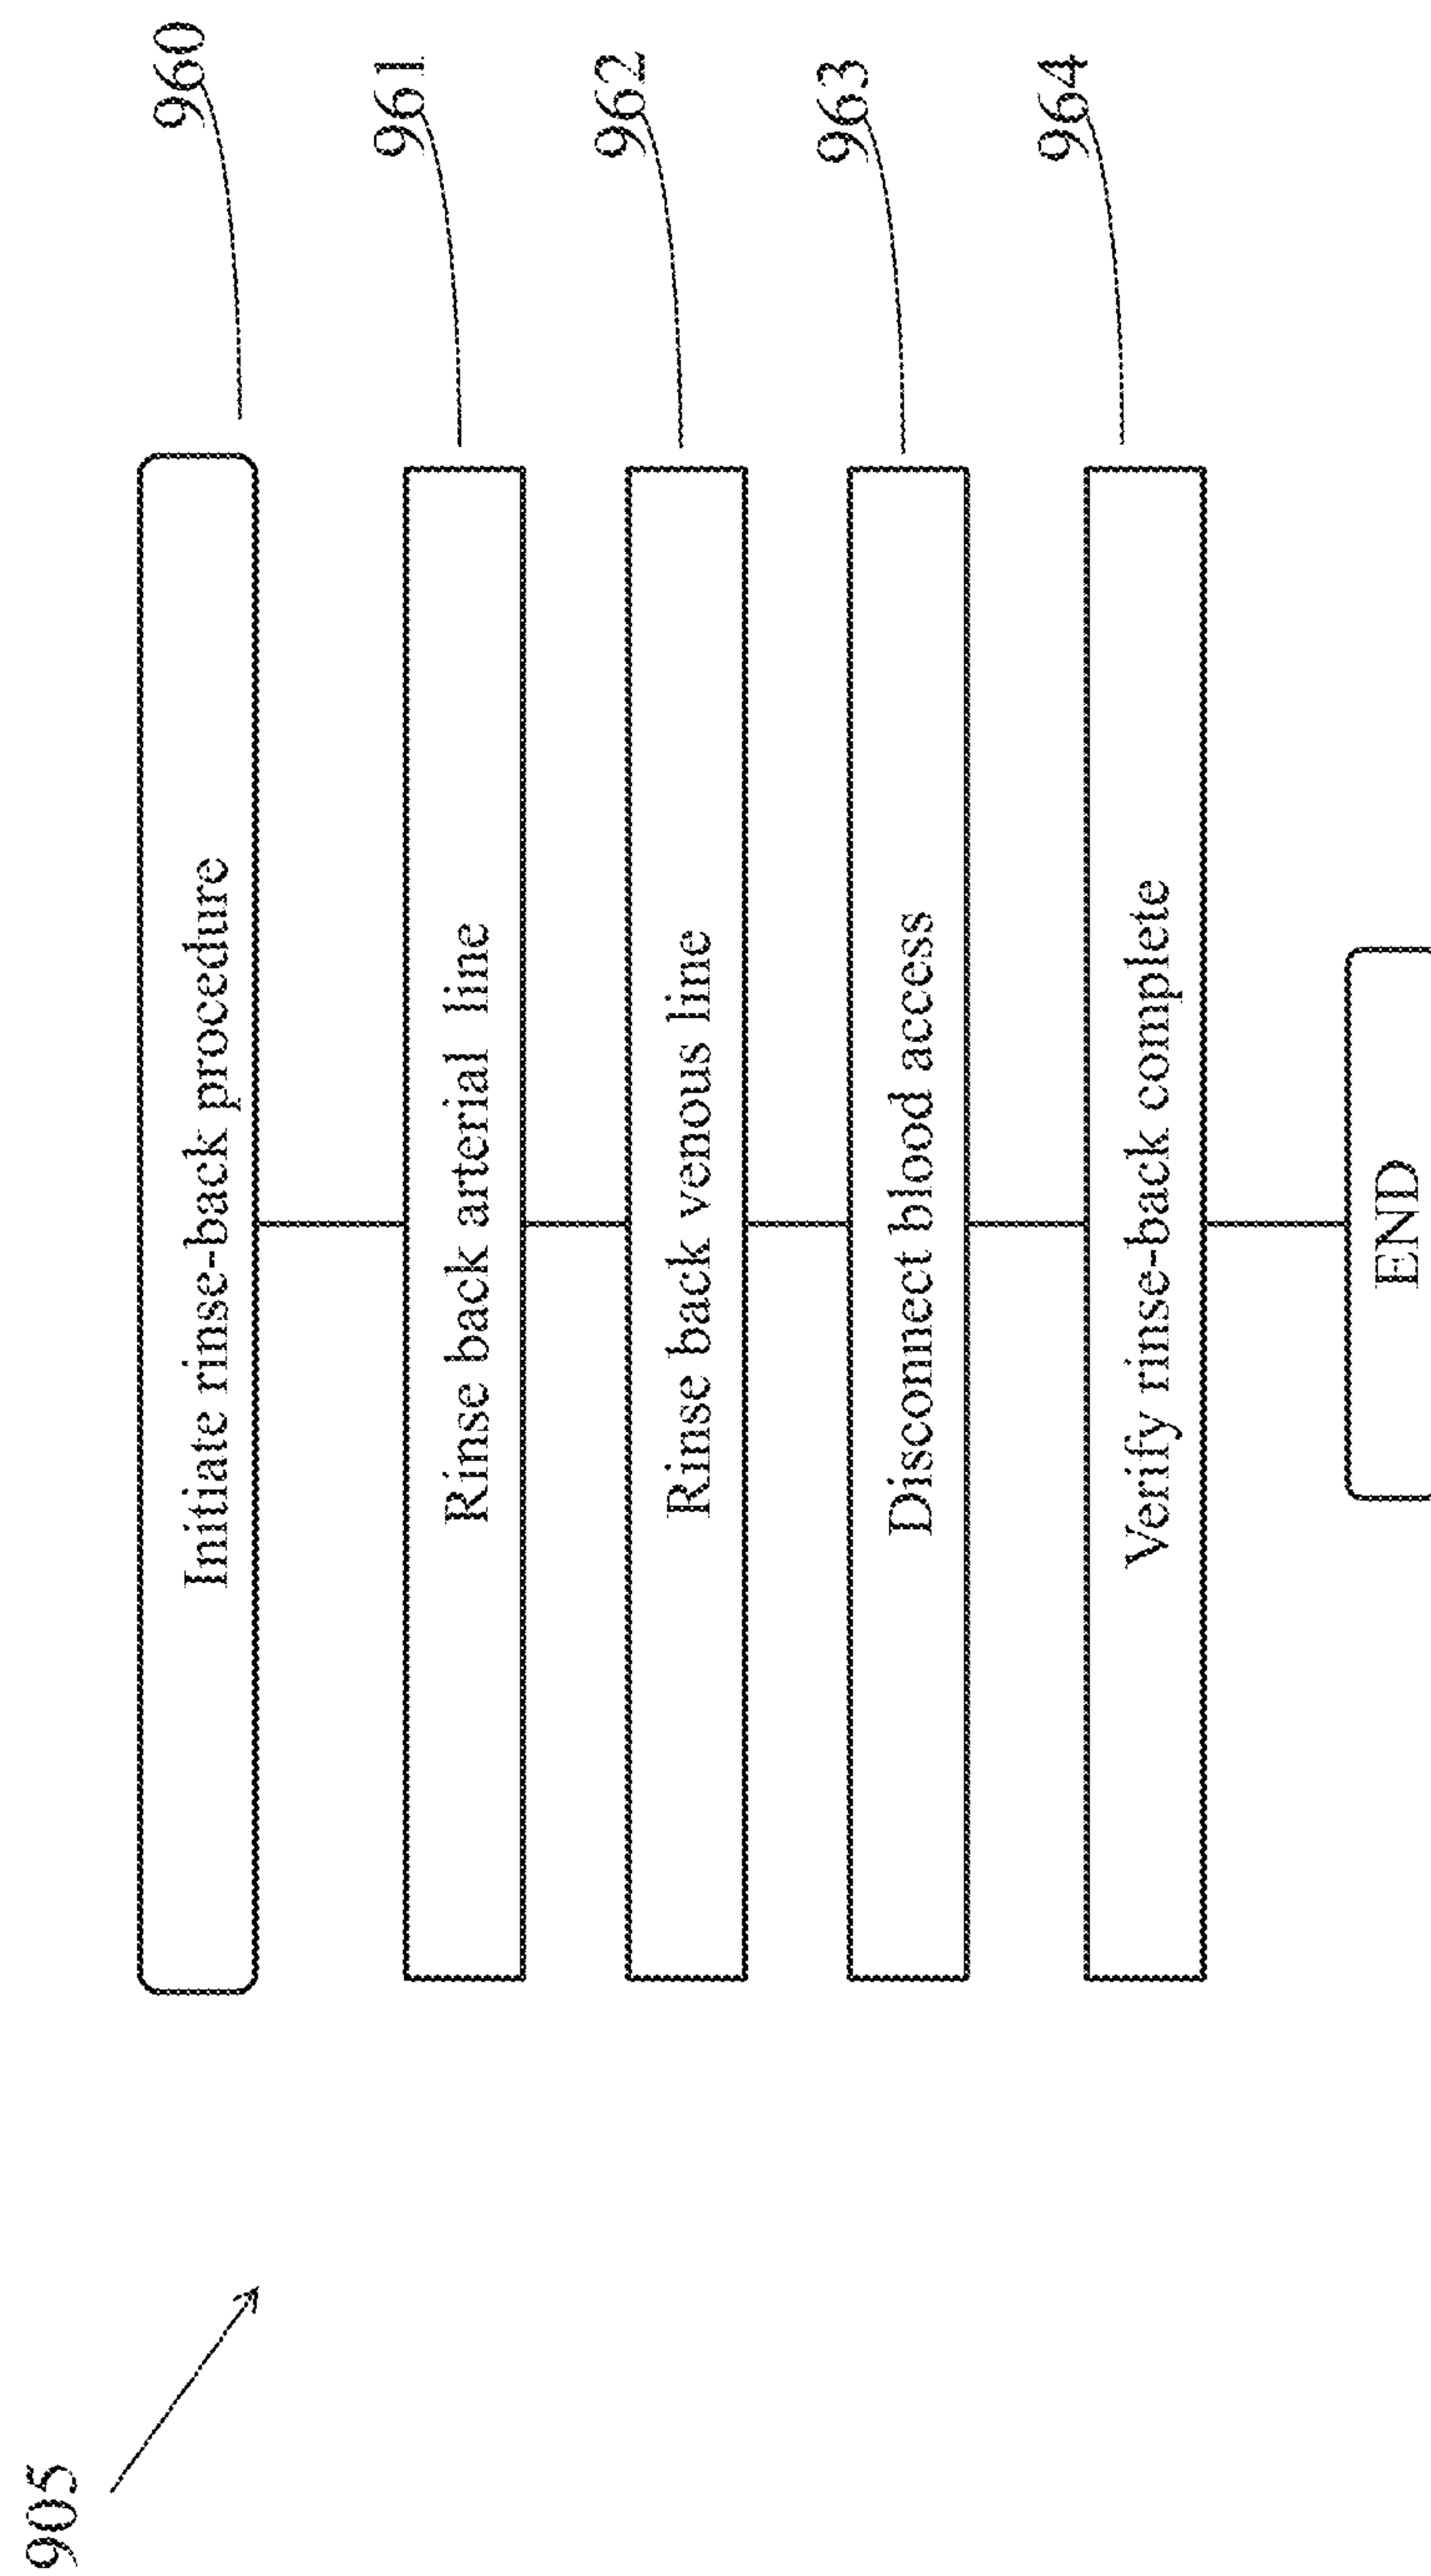 905
Initiate rinse-back procedure
960
Rinse back arterial line
961
Rinse back venous line
962
Disconnect blood access
963
Verify rinse-back complete
964
END